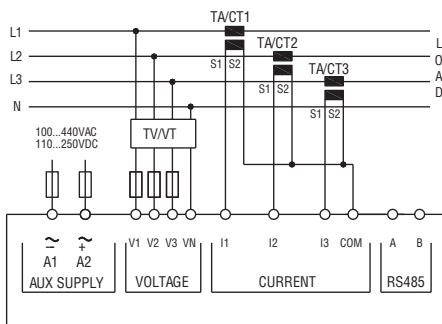 TA/CT1
L1
TA/CT2
L2
S1 S2
TA/CT3
L3
S1 S2
N
S1 S2
LOAD
100...440VAC
110...250VDC
TV/VT
~ ~
− +
A1 A2
V1 V2 V3 VN
I1 I2 I3 COM
A B
AUX SUPPLY
VOLTAGE
CURRENT
RS485